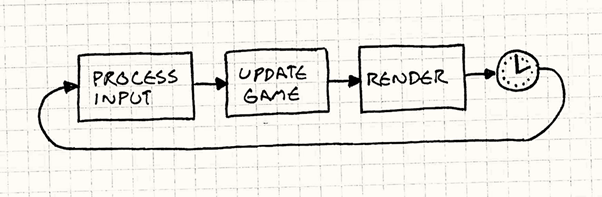 PROCESS
INPUT
UPDATE
GAME
RENDER